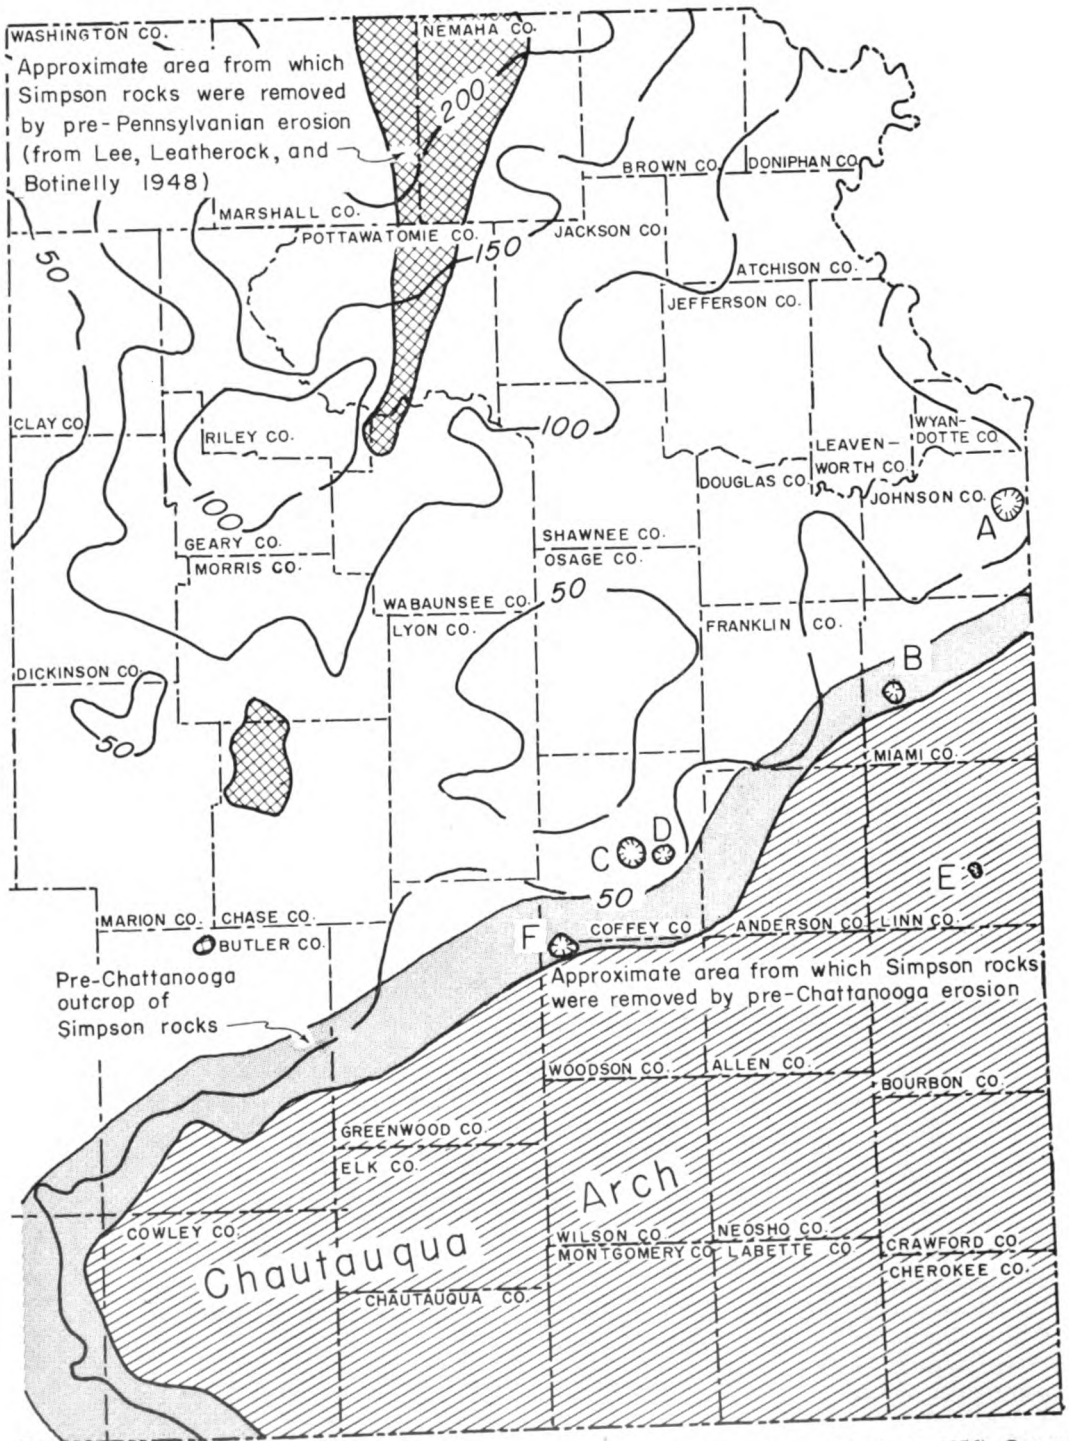 WASHINGTON CO.
NEMAHA CO.
Approximate area from which
Simpson rocks were removed
by pre-Pennsylvanian erosion
(from Lee, Leatherock, and
Botinelly 1948)
200
BROWN CO.
DONIPHAN CO.
MARSHALL CO.
POTTAWATOMIE CO.
JACKSON CO.
50
150
ATCHISON CO.
JEFFERSON CO.
CLAY CO.
RILEY CO.
100
WYAN-
DOTTE CO.
LEAVEN-
WORTH CO.
DOUGLAS CO.
JOHNSON CO.
100
A
GEARY CO.
MORRIS CO.
SHAWNEE CO.
OSAGE CO.
50
WABAUNSEE CO.
LYON CO.
FRANKLIN CO.
DICKINSON CO.
B
50
MIAMI CO.
C
D
E
50
MARION CO.
CHASE CO.
BUTLER CO.
F
COFFEY CO
ANDERSON CO.
LINN CO.
Pre-Chattanooga
outcrop of
Simpson rocks
Approximate area from which Simpson rocks
were removed by pre-Chattanooga erosion
WOODSON CO.
ALLEN CO.
BOURBON CO.
GREENWOOD CO.
ELK CO.
Arch
COWLEY CO.
Chautauqua
WILSON CO.
MONTGOMERY CO
NEOSHO CO.
LABETTE CO.
CRAWFORD CO.
CHEROKEE CO.
CHAUTAUQUA CO.